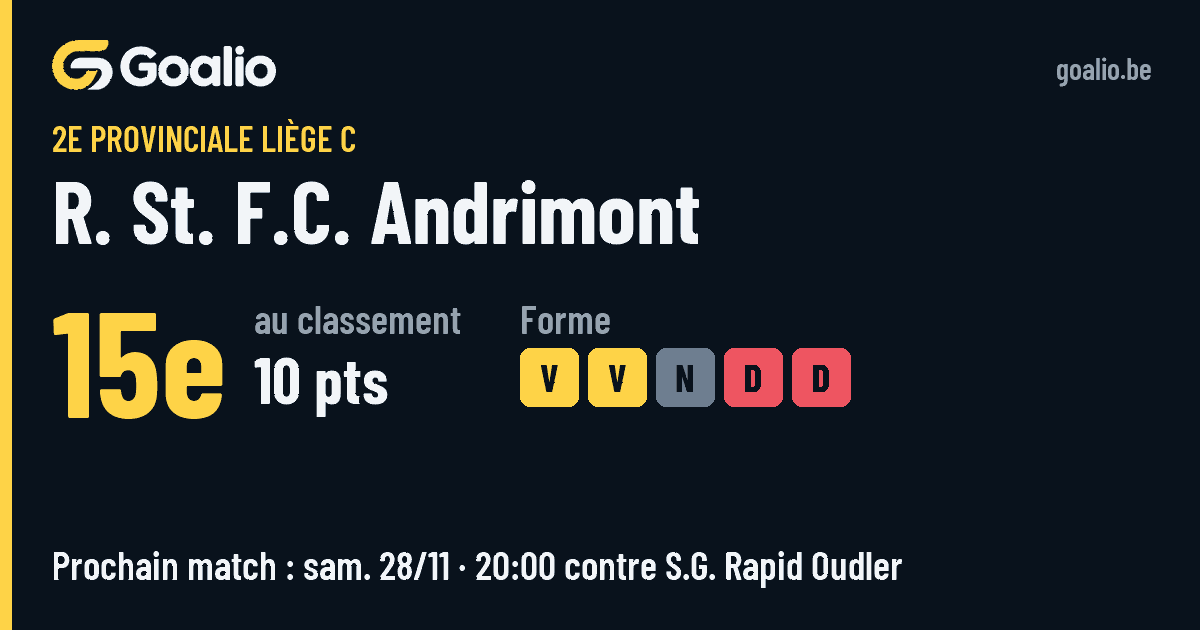 Goalio
goalio.be
2E PROVINCIALE LIÈGE C
R. St. F.C. Andrimont
15e
au classement
10 pts
Forme
V V N D D
Prochain match : sam. 28/11 · 20:00 contre S.G. Rapid Oudler